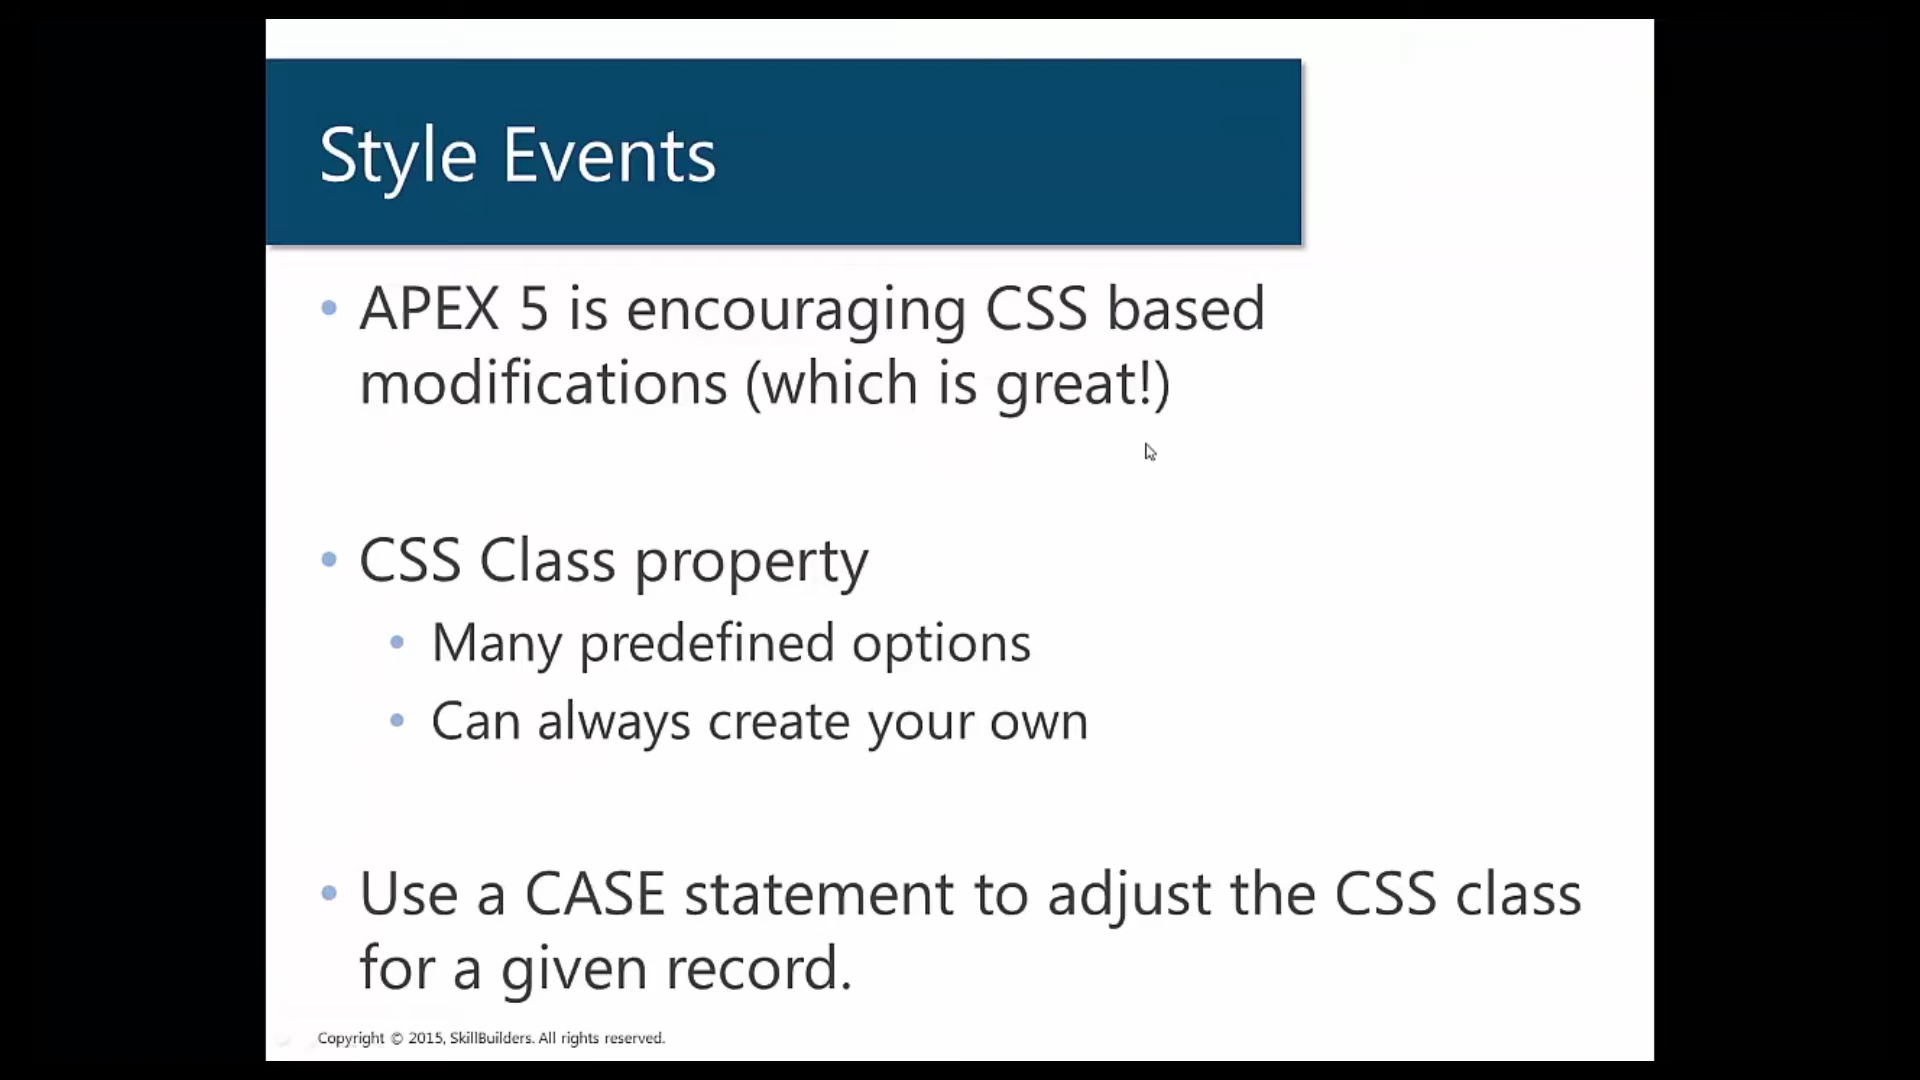 Style Events
• APEX 5 is encouraging CSS based
modifications (which is great!)
• CSS Class property
• Many predefined options
• Can always create your own
• Use a CASE statement to adjust the CSS class
for a given record.
Copyright © 2015, SkillBuilders. All rights reserved.